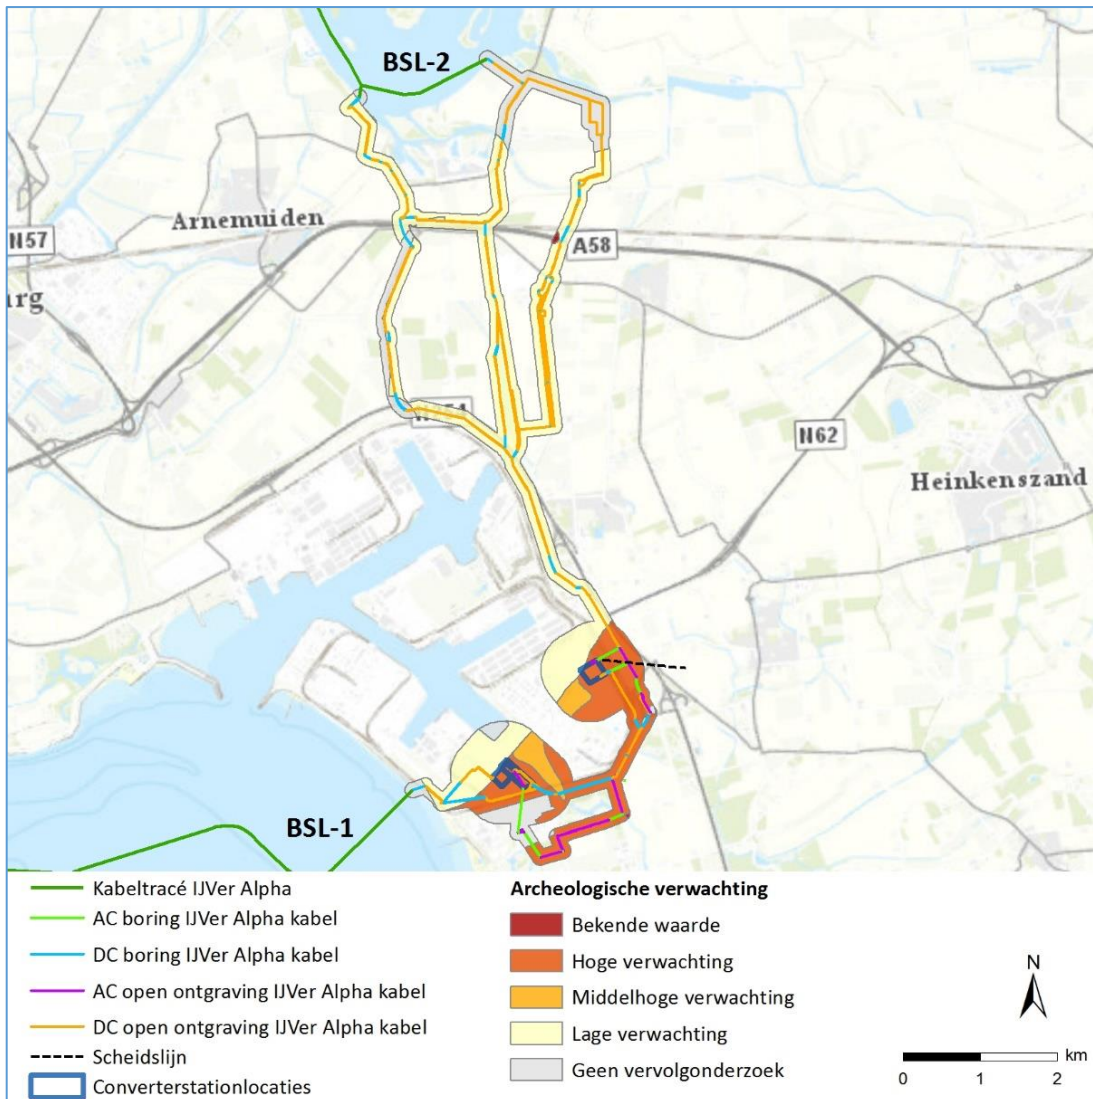 BSL-2
Arnemuiden
N57
A58
urg
N62
Heinkenszand
BSL-1
Kabeltracé IJVer Alpha
AC boring IJVer Alpha kabel
DC boring IJVer Alpha kabel
AC open ontgraving IJVer Alpha kabel
DC open ontgraving IJVer Alpha kabel
Scheidslijn
Converterstationlocaties
Archeologische verwachting
Bekende waarde
Hoge verwachting
Middelhoge verwachting
Lage verwachting
Geen vervolgonderzoek
N
km
0 1 2